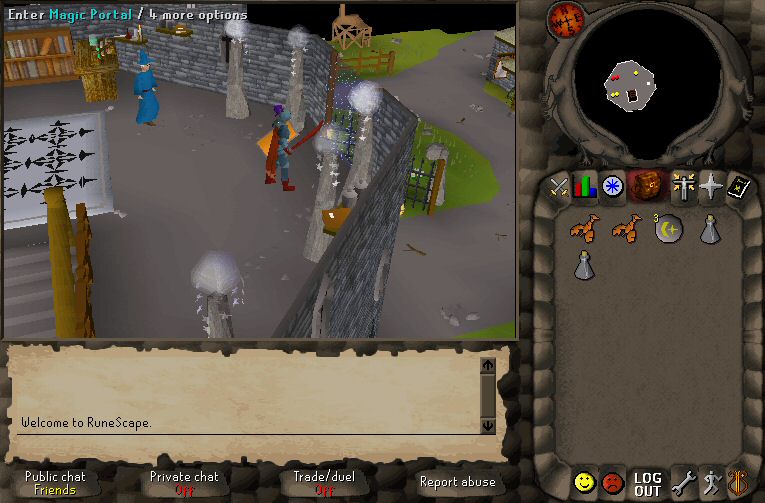 Enter Magic Portal / 4 more options
3
Welcome to RuneScape.
Public chat
Friends
Private chat
Off
Trade/duel
Off
Report abuse
LOG
OUT